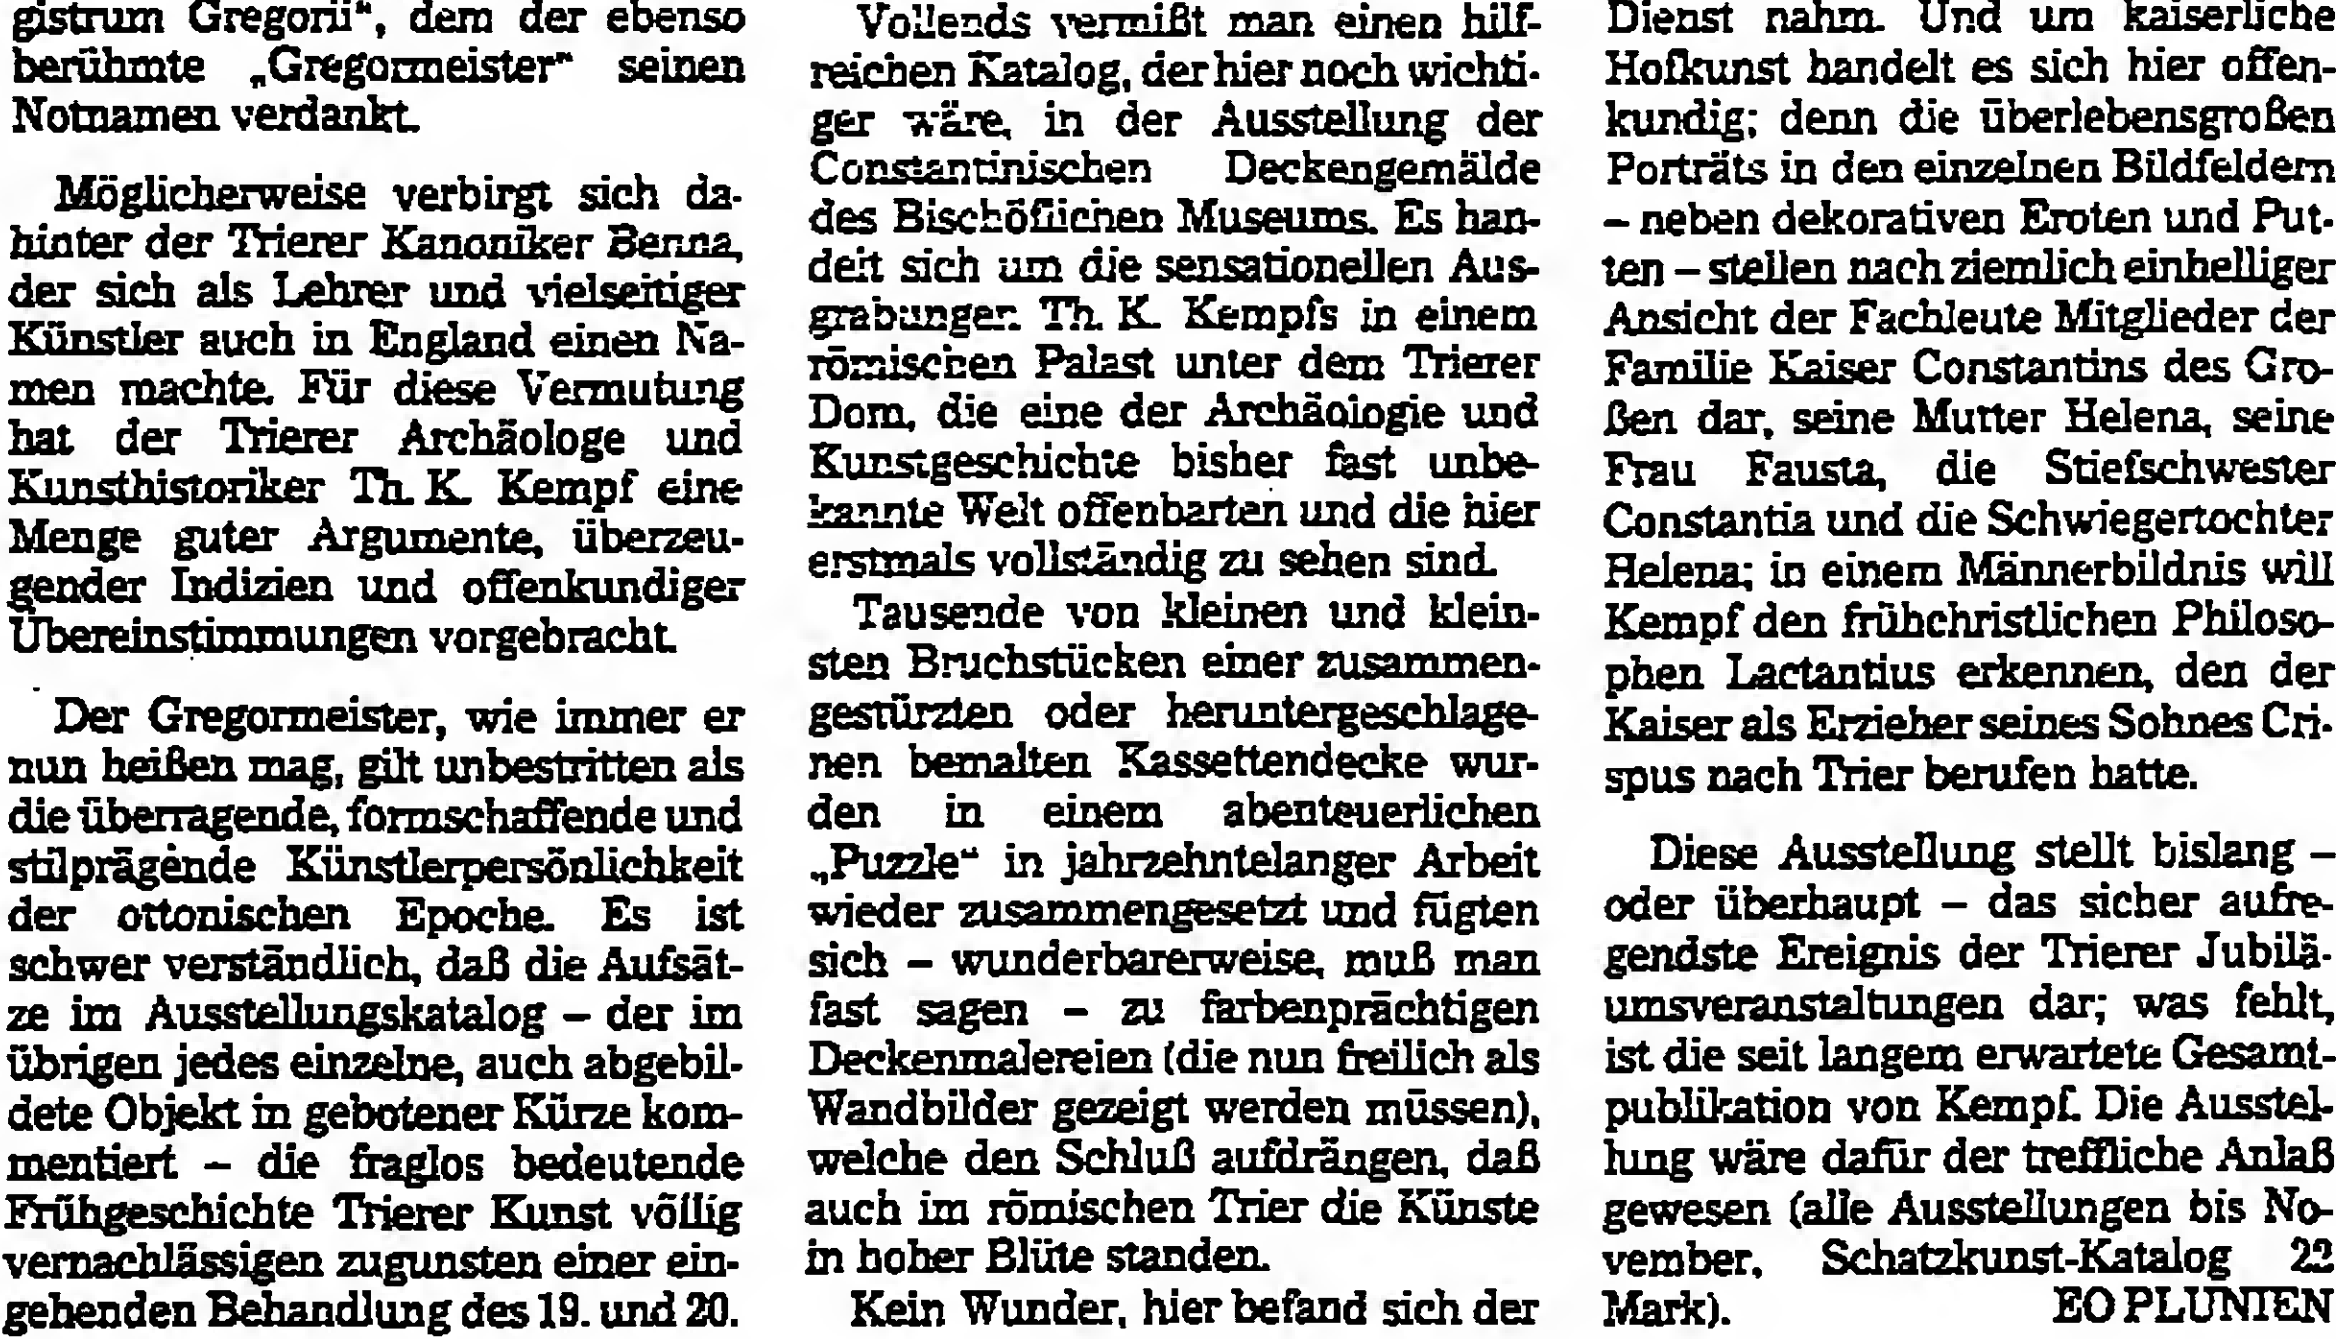 gistrum Gregorii“, dem der ebenso
berühmte „Gregormeister“ seinen
Notnamen verdankt.
Möglicherweise verbirgt sich da-
hinter der Trierer Kanoniker Benna,
der sich als Lehrer und vielseitiger
Künstler auch in England einen Na-
men machte. Für diese Vermutung
hat der Trierer Archäologe und
Kunsthistoriker Th. K. Kempf eine
Menge guter Argumente, überzeu-
gender Indizien und offenkundiger
Übereinstimmungen vorgebracht.
Der Gregormeister, wie immer er
nun heißen mag, gilt unbestritten als
die überragende, formschaffende und
stilprägende Künstlerpersönlichkeit
der ottonischen Epoche. Es ist
schwer verständlich, daß die Aufsät-
ze im Ausstellungskatalog – der im
übrigen jedes einzelne, auch abgebil-
dete Objekt in gebotener Kürze kom-
mentiert – die fraglos bedeutende
Frühgeschichte Trierer Kunst völlig
vernachlässigen zugunsten einer ein-
gehenden Behandlung des 19. und 20.
Vollends vermißt man einen hilf-
reichen Katalog, der hier noch wichti-
ger wäre, in der Ausstellung der
Constantinischen Deckengemälde
des Bischöflichen Museums. Es han-
delt sich um die sensationellen Aus-
grabungen Th. K. Kempfs in einem
römischen Palast unter dem Trierer
Dom, die eine der Archäologie und
Kunstgeschichte bisher fast unbe-
kannte Welt offenbarten und die hier
erstmals vollständig zu sehen sind.
Tausende von kleinen und klein-
sten Bruchstücken einer zusammen-
gestürzten oder heruntergeschlage-
nen bemalten Kassettendecke wur-
den in einem abenteuerlichen
„Puzzle“ in jahrzehntelanger Arbeit
wieder zusammengesetzt und fügten
sich – wunderbarerweise, muß man
fast sagen – zu farbenprächtigen
Deckenmalereien (die nun freilich als
Wandbilder gezeigt werden müssen),
welche den Schluß aufdrängen, daß
auch im römischen Trier die Künste
in hoher Blüte standen.
Kein Wunder, hier befand sich der
Dienst nahm. Und um kaiserliche
Hofkunst handelt es sich hier offen-
kundig; denn die überlebensgroßen
Porträts in den einzelnen Bildfeldern
– neben dekorativen Eroten und Put-
ten – stellen nach ziemlich einhelliger
Ansicht der Fachleute Mitglieder der
Familie Kaiser Constantins des Gro-
ßen dar, seine Mutter Helena, seine
Frau Fausta, die Stiefschwester
Constantia und die Schwiegertochter
Helena; in einem Männerbildnis will
Kempf den frühchristlichen Philoso-
phen Lactantius erkennen, den der
Kaiser als Erzieher seines Sohnes Cri-
spus nach Trier berufen hatte.
Diese Ausstellung stellt bislang –
oder überhaupt – das sicher aufre-
gendste Ereignis der Trierer Jubilä-
umsveranstaltungen dar; was fehlt,
ist die seit langem erwartete Gesamt-
publikation von Kempf. Die Ausstel-
lung wäre dafür der treffliche Anlaß
gewesen (alle Ausstellungen bis No-
vember, Schatzkunst-Katalog 22
Mark). EO PLUNIEN